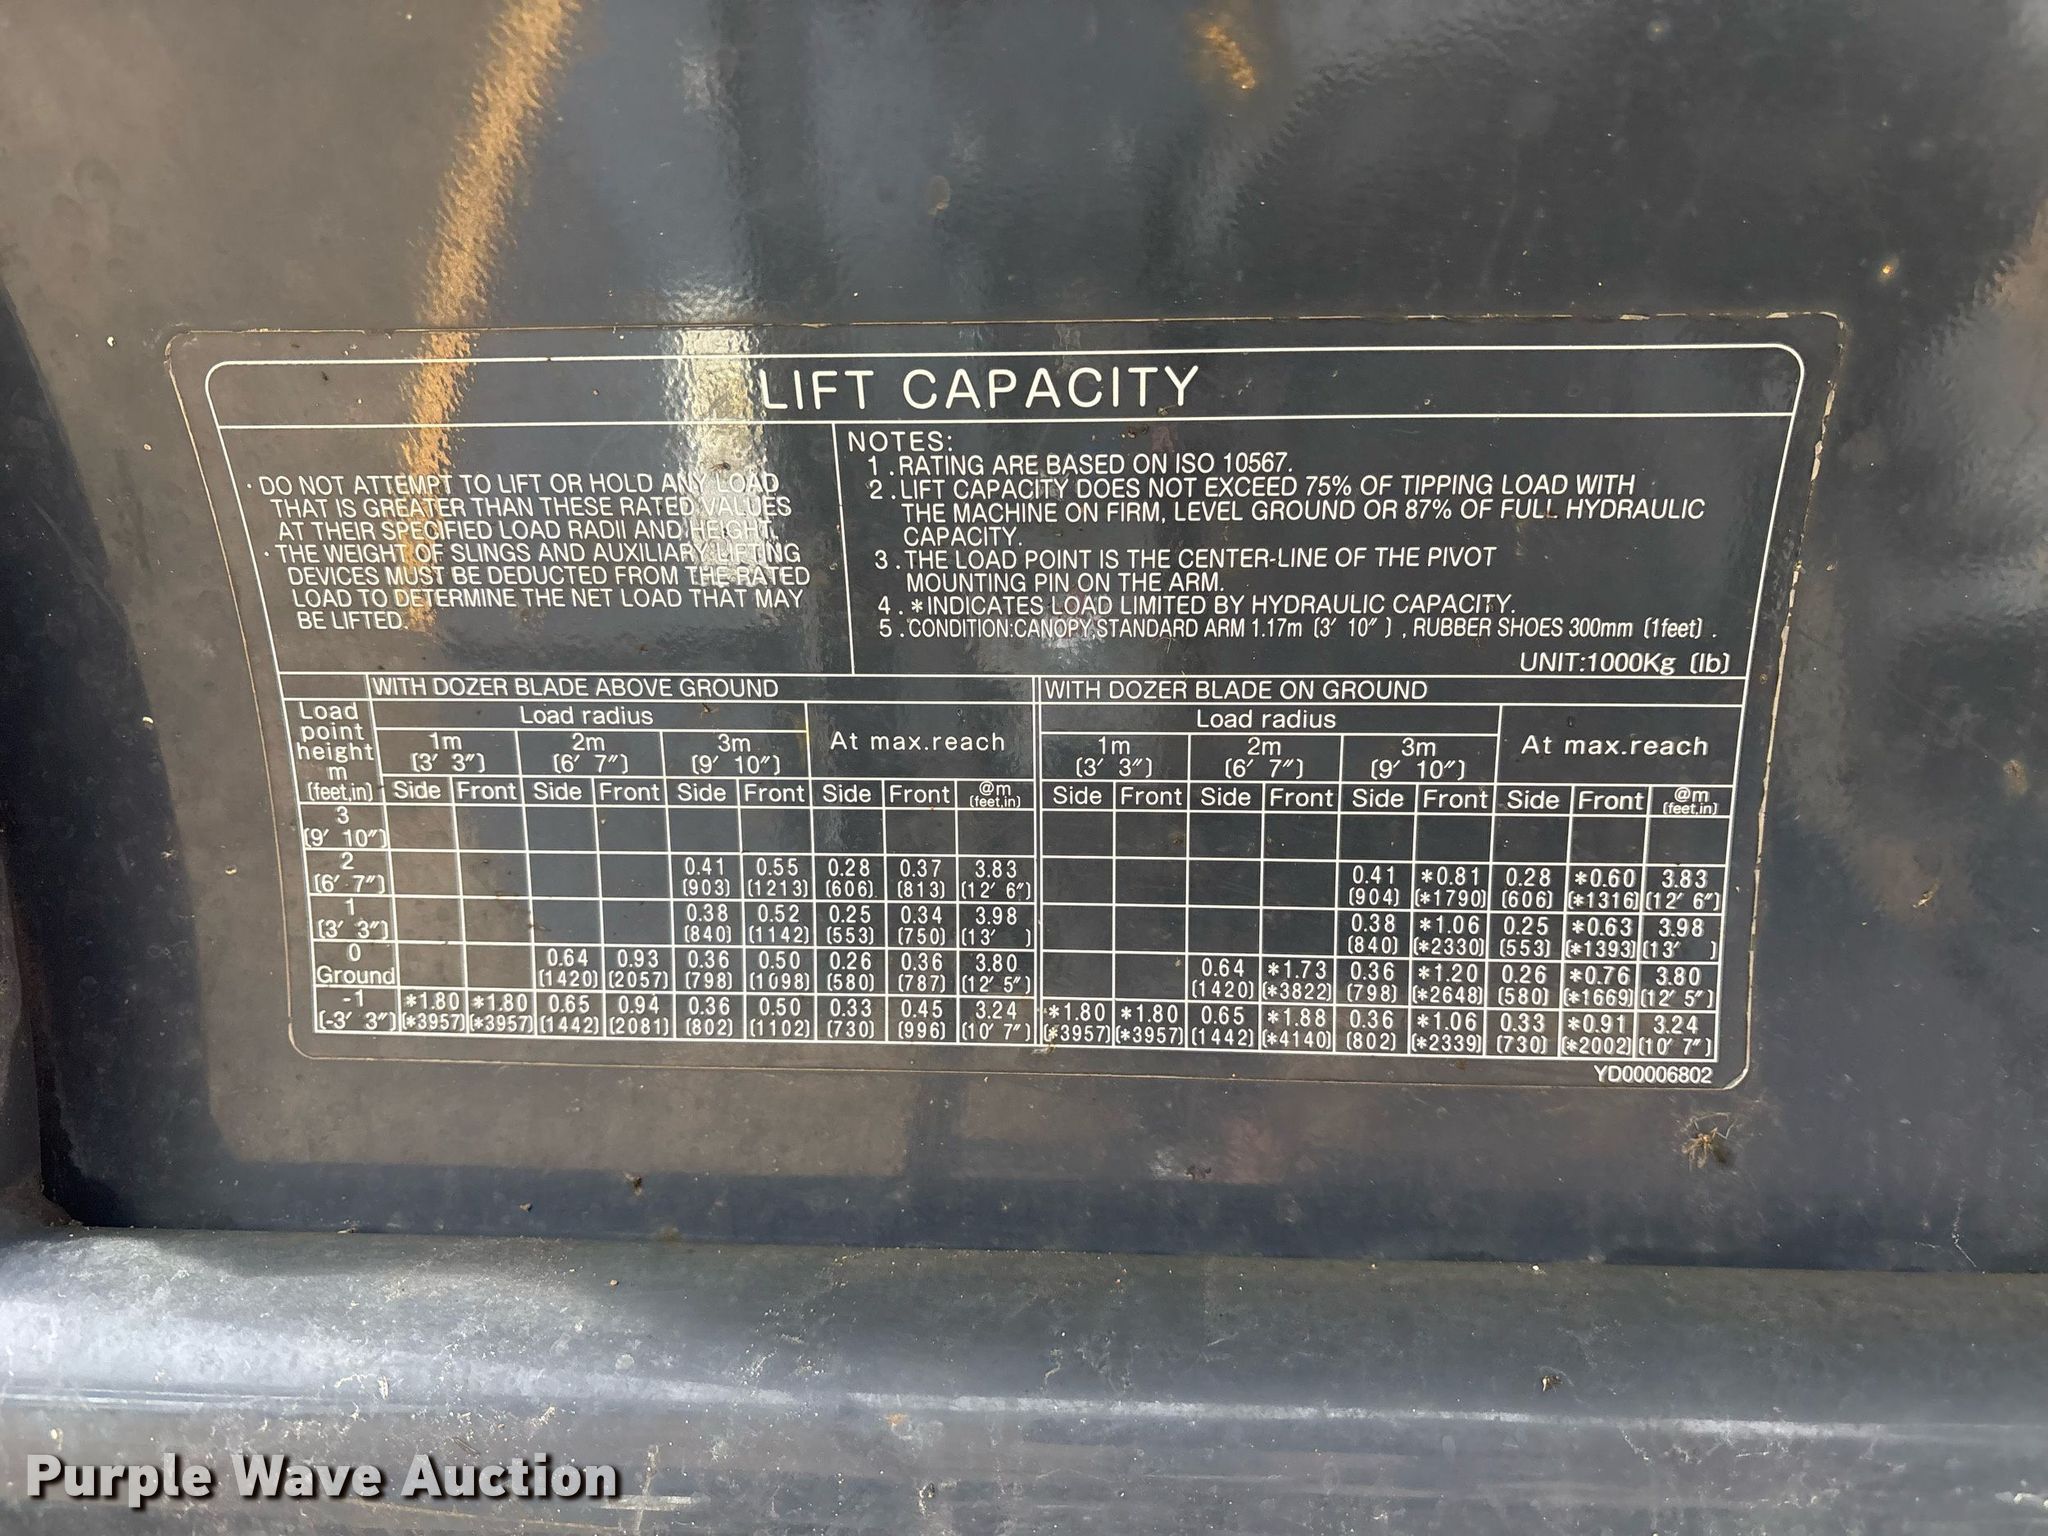 LIFT CAPACITY
· DO NOT ATTEMPT TO LIFT OR HOLD ANY LOAD
THAT IS GREATER THAN THESE RATED VALUES
AT THEIR SPECIFIED LOAD RADII AND HEIGHT.
· THE WEIGHT OF SLINGS AND AUXILIARY LIFTING
DEVICES MUST BE DEDUCTED FROM THE RATED
LOAD TO DETERMINE THE NET LOAD THAT MAY
BE LIFTED.
NOTES:
1. RATING ARE BASED ON ISO 10567.
2. LIFT CAPACITY DOES NOT EXCEED 75% OF TIPPING LOAD WITH
THE MACHINE ON FIRM, LEVEL GROUND OR 87% OF FULL HYDRAULIC
CAPACITY.
3. THE LOAD POINT IS THE CENTER-LINE OF THE PIVOT
MOUNTING PIN ON THE ARM.
4. *INDICATES LOAD LIMITED BY HYDRAULIC CAPACITY.
5. CONDITION:CANOPY,STANDARD ARM 1.17m (3′ 10″), RUBBER SHOES 300mm (1feet).
UNIT:1000Kg (lb)
WITH DOZER BLADE ABOVE GROUND WITH DOZER BLADE ON GROUND
Load point height m (feet,in) Load radius At max.reach Load radius At max.reach
1m 2m 3m 1m 2m 3m
(3′ 3″) (6′ 7″) (9′ 10″) (3′ 3″) (6′ 7″) (9′ 10″)
Side Front Side Front Side Front Side Front @m (feet,in) Side Front Side Front Side Front Side Front @m (feet,in)
3
(9′ 10″)
2 0.41 0.55 0.28 0.37 3.83 0.41 *0.81 0.28 *0.60 3.83
(6′ 7″) (903) (1213) (606) (813) (12′ 6″) (904) (*1790) (606) (*1316) (12′ 6″)
1 0.38 0.52 0.25 0.34 3.98 0.38 *1.06 0.25 *0.63 3.98
(3′ 3″) (840) (1142) (553) (750) (13′ ) (840) (*2330) (553) (*1393) (13′ )
0 0.64 0.93 0.36 0.50 0.26 0.36 3.80 0.64 *1.73 0.36 *1.20 0.26 *0.76 3.80
Ground (1420) (2057) (798) (1098) (580) (787) (12′ 5″) (1420) (*3822) (798) (*2648) (580) (*1669) (12′ 5″)
-1 *1.80 *1.80 0.65 0.94 0.36 0.50 0.33 0.45 3.24 *1.80 *1.80 0.65 *1.88 0.36 *1.06 0.33 *0.91 3.24
(-3′ 3″) (*3957) (*3957) (1442) (2081) (802) (1102) (730) (996) (10′ 7″) (*3957) (*3957) (1442) (*4140) (802) (*2339) (730) (*2002) (10′ 7″)
YD00006802
Purple Wave Auction